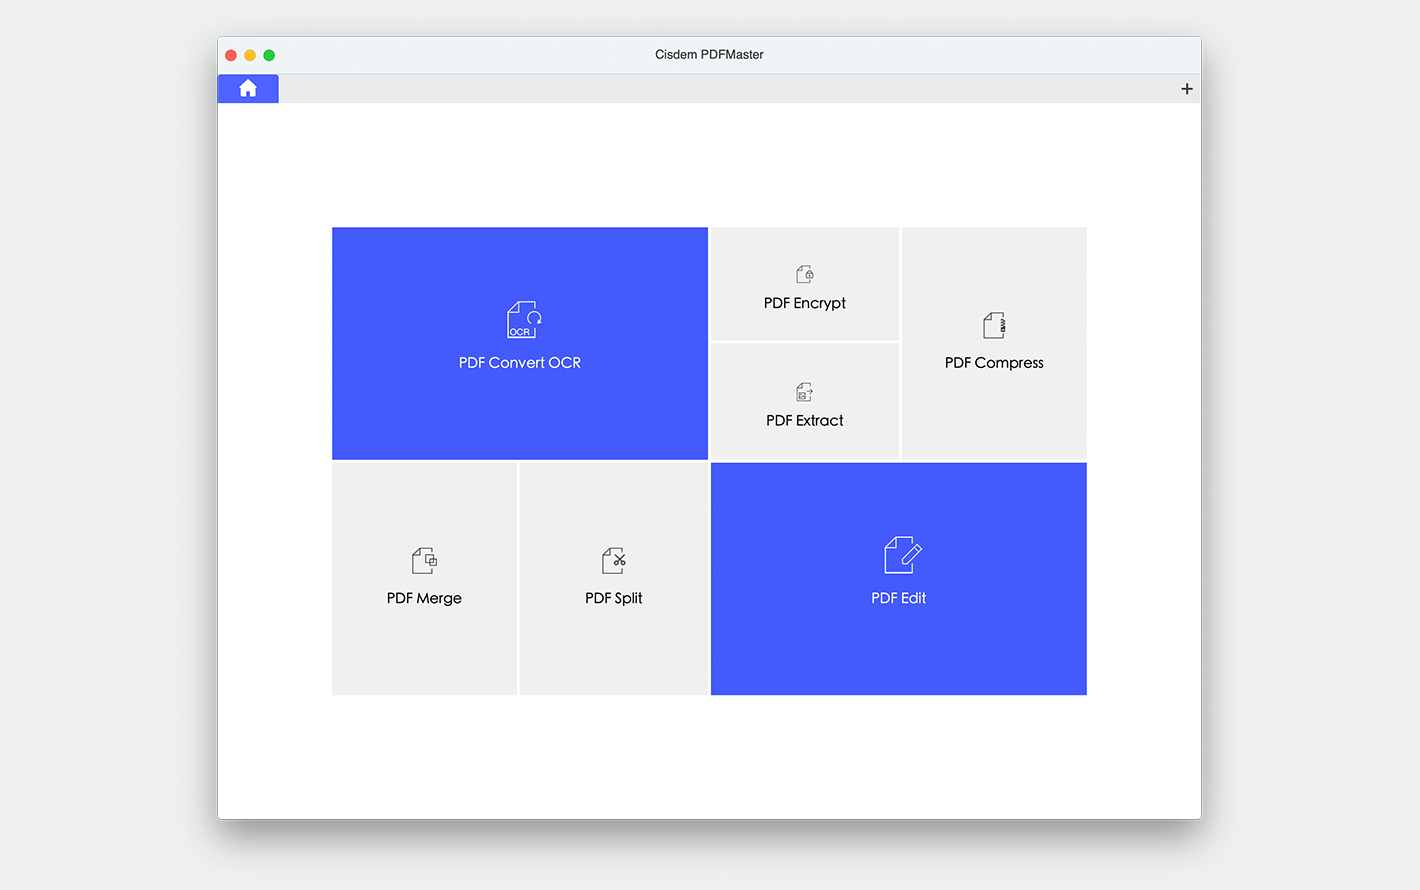 Cisdem PDFMaster
OCR
PDF Convert OCR
PDF Encrypt
PDF Extract
PDF Compress
PDF Merge
PDF Split
PDF Edit